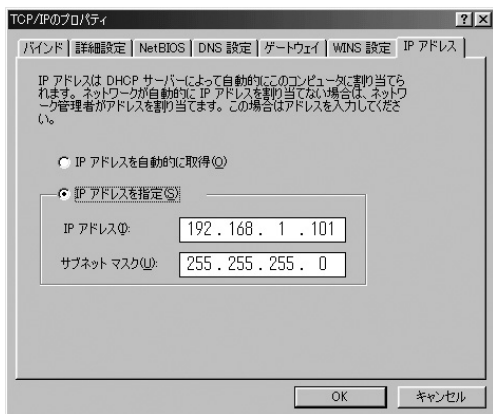 TCP/IPのプロパティ
バインド 詳細設定 NetBIOS DNS 設定 ゲートウェイ WINS 設定 IP アドレス
IP アドレスは DHCP サーバーによって自動的にこのコンピュータに割り当てら
れます。ネットワークが自動的に IP アドレスを割り当てない場合は、ネットワ
ーク管理者がアドレスを割り当てます。この場合はアドレスを入力してくださ
い。
IP アドレスを自動的に取得(O)
IP アドレスを指定(S)
IP アドレス(I): 192.168. 1 .101
サブネット マスク(U): 255.255.255. 0
OK キャンセル